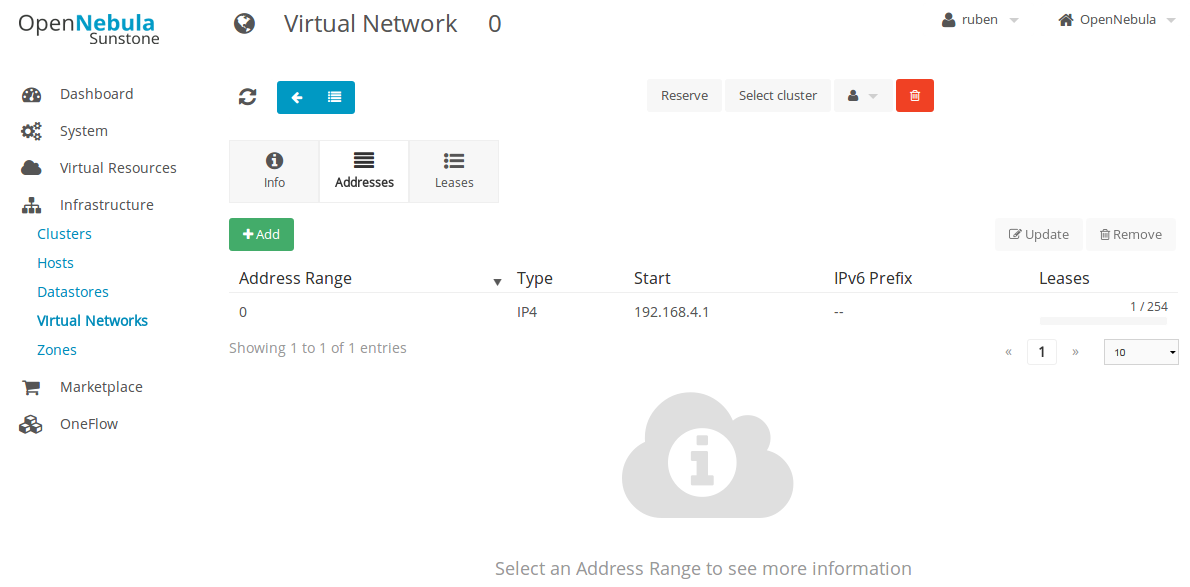 OpenNebula
Sunstone
Virtual Network 0
ruben
OpenNebula
Dashboard
System
Virtual Resources
Infrastructure
Clusters
Hosts
Datastores
Virtual Networks
Zones
Marketplace
OneFlow
Reserve
Select cluster
Info
Addresses
Leases
Add
Update
Remove
Address Range Type Start IPv6 Prefix Leases
0 IP4 192.168.4.1 -- 1 / 254
Showing 1 to 1 of 1 entries
« 1 » 10
Select an Address Range to see more information